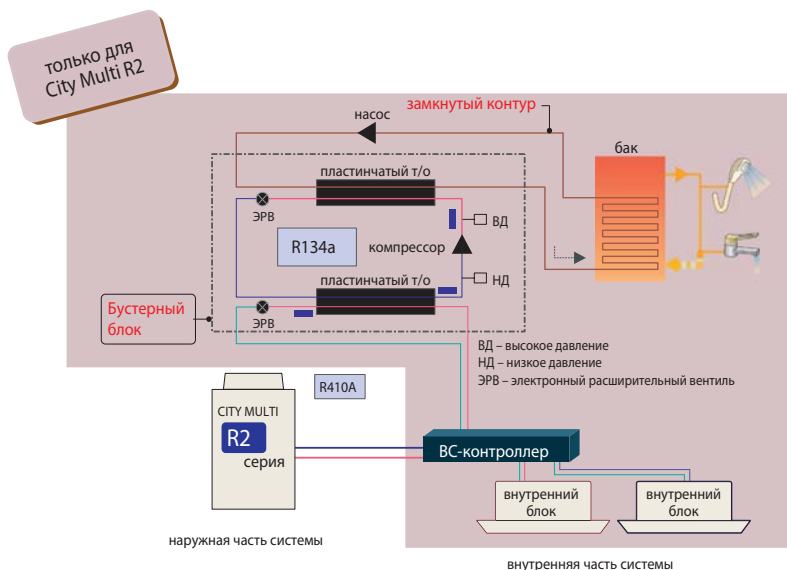 только для
City Multi R2
насос
замкнутый контур
бак
пластинчатый т/о
ЭРВ
ВД
R134a
компрессор
пластинчатый т/о
НД
Бустерный
блок
ЭРВ
ВД – высокое давление
НД – низкое давление
ЭРВ – электронный расширительный вентиль
R410A
CITY MULTI
R2
серия
ВС-контроллер
внутренний
блок
внутренний
блок
наружная часть системы
внутренняя часть системы